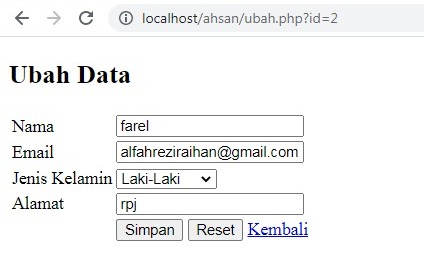 localhost/ahsan/ubah.php?id=2
Ubah Data
Nama farel
Email alfahreziraihan@gmail.com
Jenis Kelamin Laki-Laki
Alamat rpj
Simpan Reset Kembali